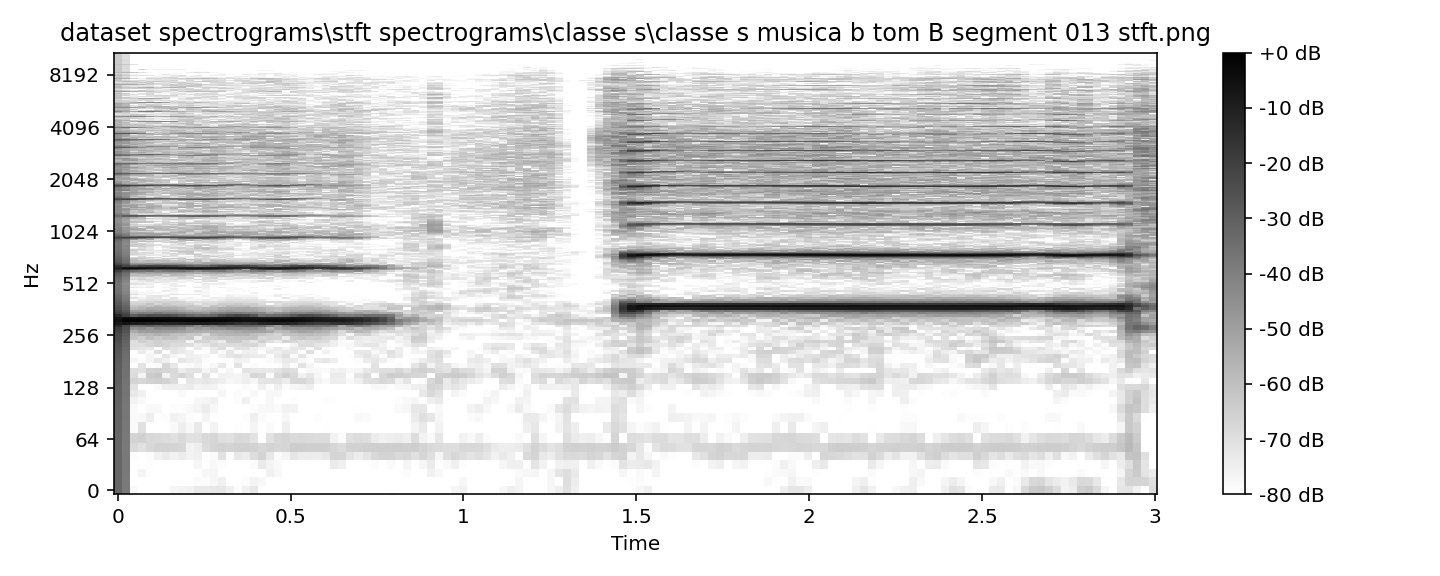 dataset spectrograms\stft spectrograms\classe s\classe s musica b tom B segment 013 stft.png
8192
4096
2048
1024
512
256
128
64
0
Hz
0
0.5
1
1.5
2
2.5
3
Time
+0 dB
-10 dB
-20 dB
-30 dB
-40 dB
-50 dB
-60 dB
-70 dB
-80 dB